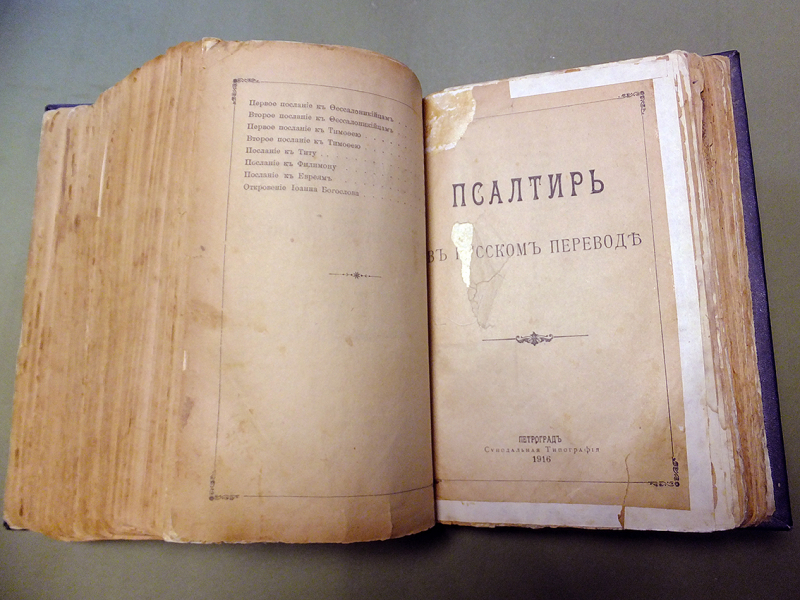 Первое посланіе къ Ѳессалоникійцамъ
Второе посланіе къ Ѳессалоникійцамъ
Первое посланіе къ Тимоѳею
Второе посланіе къ Тимоѳею
Посланіе къ Титу
Посланіе къ Филимону
Посланіе къ Евреямъ
Откровеніе Іоанна Богослова
ПСАЛТИРЬ
ВЪ РУССКОМЪ ПЕРЕВОДѢ
ПЕТРОГРАДЪ
Синодальная Типографія
1916